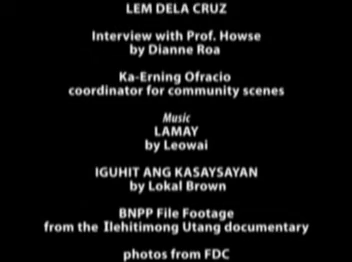 LEM DELA CRUZ
Interview with Prof. Howse
by Dianne Roa
Ka-Erning Ofracio
coordinator for community scenes
Music
LAMAY
by Leowai
IGUHIT ANG KASAYSAYAN
by Lokal Brown
BNPP File Footage
from the Ilehitimong Utang documentary
photos from FDC